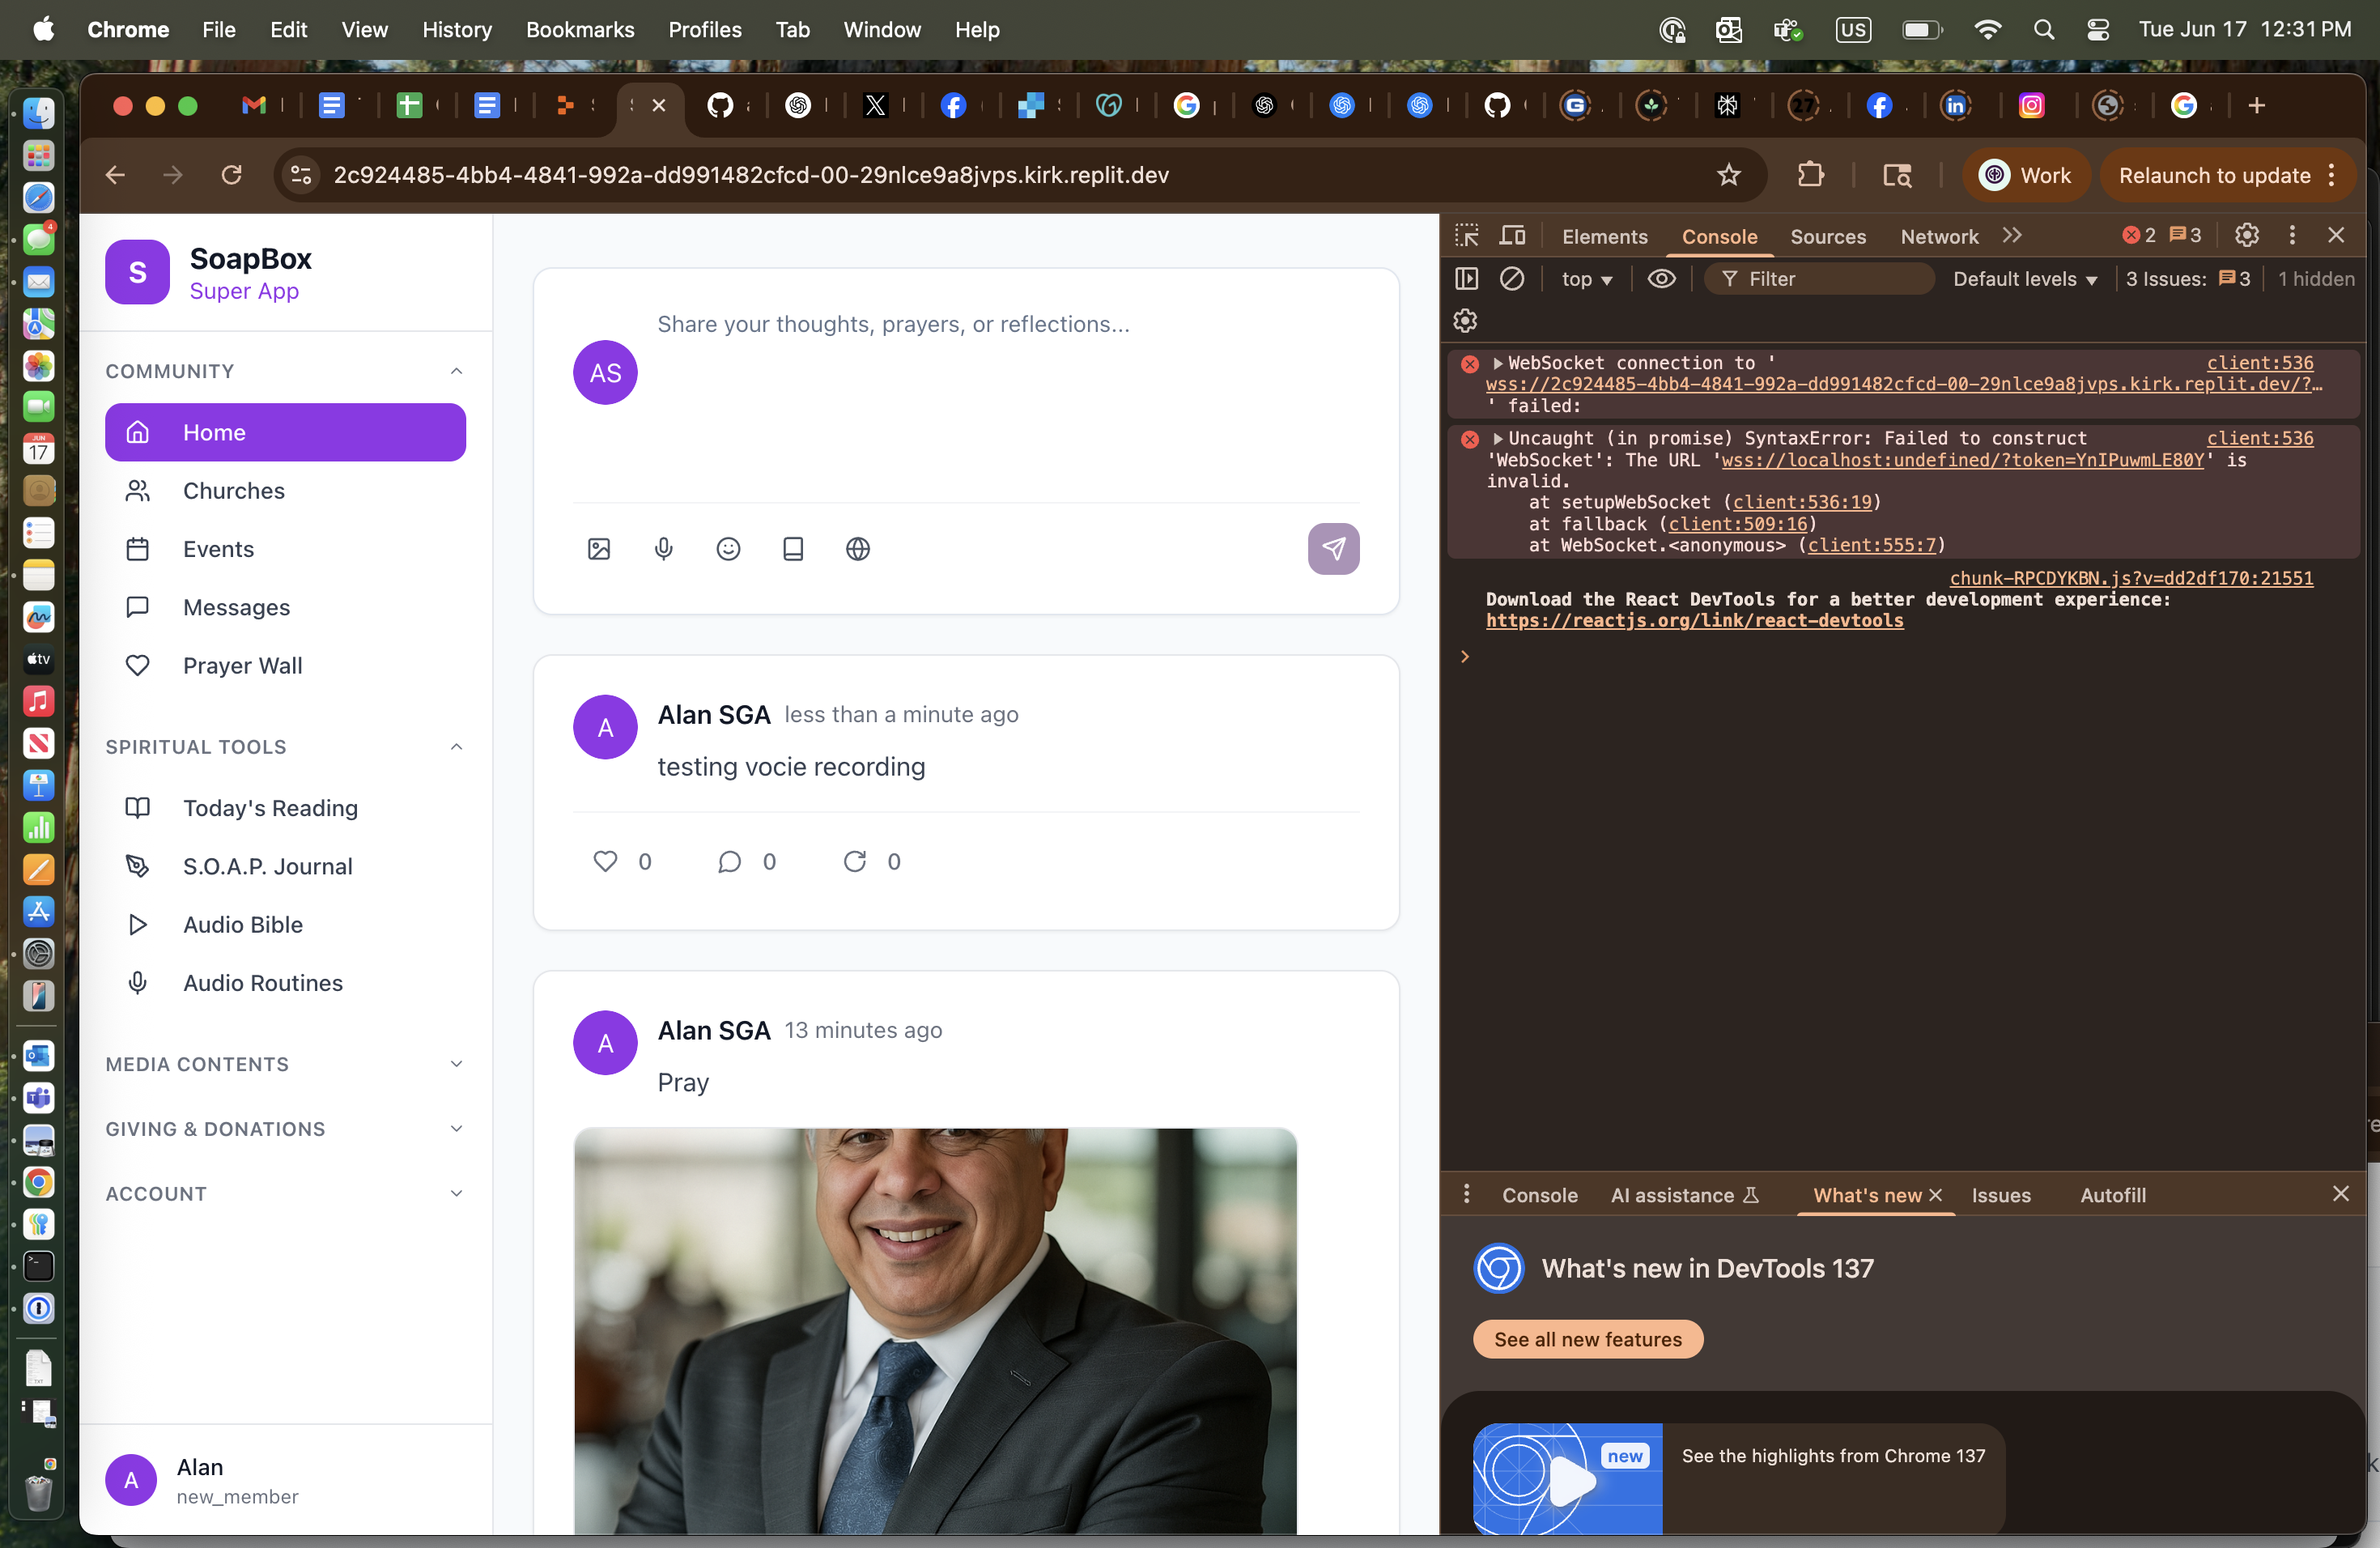 Chrome File Edit View History Bookmarks Profiles Tab Window Help US Tue Jun 17 12:31 PM
2c924485-4bb4-4841-992a-dd991482cfcd-00-29nlce9a8jvps.kirk.replit.dev Work Relaunch to update
S SoapBox
Super App
COMMUNITY
Home
Churches
Events
Messages
Prayer Wall
SPIRITUAL TOOLS
Today's Reading
S.O.A.P. Journal
Audio Bible
Audio Routines
MEDIA CONTENTS
GIVING & DONATIONS
ACCOUNT
A Alan
new_member
Share your thoughts, prayers, or reflections...
AS
A Alan SGA less than a minute ago
testing vocie recording
0 0 0
A Alan SGA 13 minutes ago
Pray
Elements Console Sources Network 2 3
top Filter Default levels 3 Issues: 3 1 hidden
WebSocket connection to ' client:536
wss://2c924485-4bb4-4841-992a-dd991482cfcd-00-29nlce9a8jvps.kirk.replit.dev/?…
' failed:
Uncaught (in promise) SyntaxError: Failed to construct client:536
'WebSocket': The URL 'wss://localhost:undefined/?token=YnIPuwmLE80Y' is
invalid.
at setupWebSocket (client:536:19)
at fallback (client:509:16)
at WebSocket.<anonymous> (client:555:7)
chunk-RPCDYKBN.js?v=dd2df170:21551
Download the React DevTools for a better development experience:
https://reactjs.org/link/react-devtools
Console AI assistance What's new Issues Autofill
What's new in DevTools 137
See all new features
new See the highlights from Chrome 137
4
JUN
17
tv
27